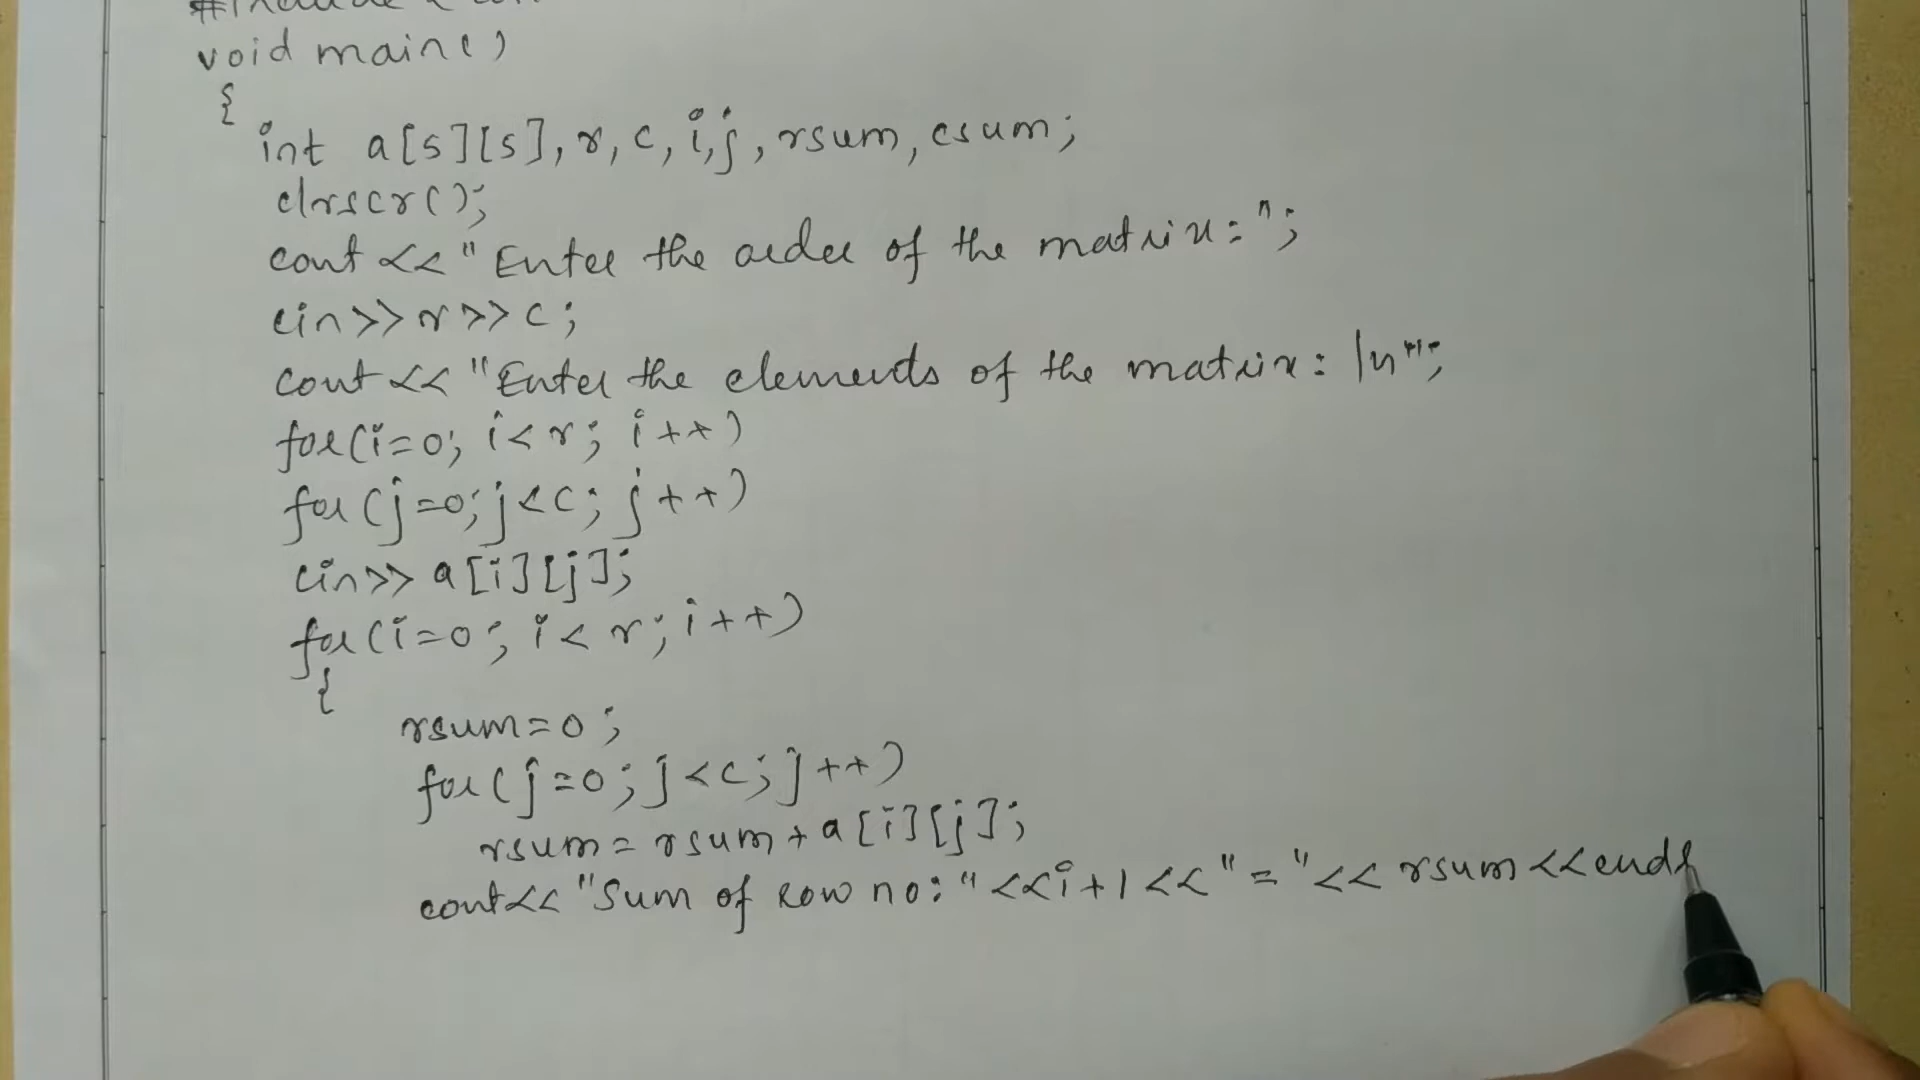 #include <
void main()
{
int a[5][5], r, c, i, j, rsum, csum;
clrscr();
cout << "Enter the order of the matrix: ";
cin>>r>>c;
cout << "Enter the elements of the matrix: \n";
for(i=0; i<r; i++)
for(j=0; j<c; j++)
cin>> a[i][j];
for(i=0; i<r; i++)
{
rsum=0;
for(j=0; j<c; j++)
rsum = rsum + a[i][j];
cout<< "Sum of row no: " <<i+1 << " = " << rsum <<endl